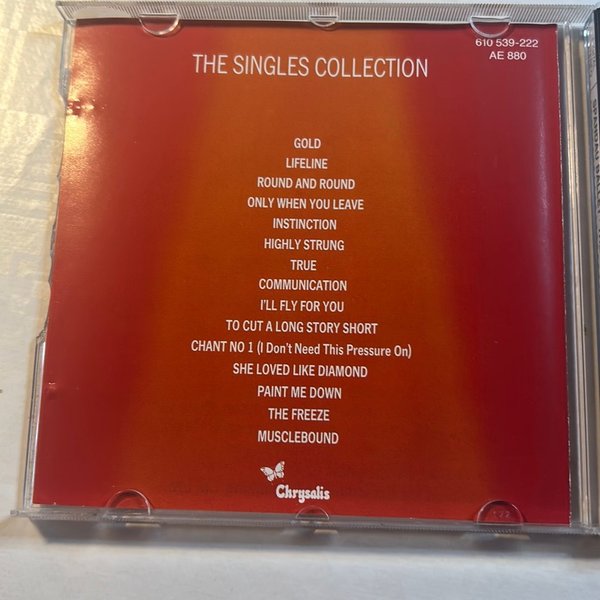 THE SINGLES COLLECTION
610 539-222
AE 880
GOLD
LIFELINE
ROUND AND ROUND
ONLY WHEN YOU LEAVE
INSTINCTION
HIGHLY STRUNG
TRUE
COMMUNICATION
I'LL FLY FOR YOU
TO CUT A LONG STORY SHORT
CHANT NO 1 (I Don't Need This Pressure On)
SHE LOVED LIKE DIAMOND
PAINT ME DOWN
THE FREEZE
MUSCLEBOUND
Chrysalis